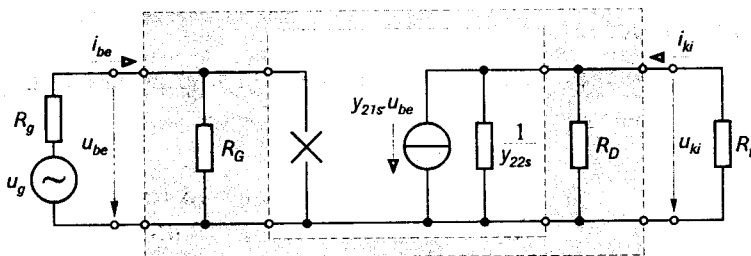 i_be
i_ki
R_g
u_be
R_G
y_21s u_be
1
y_22s
R_D
u_ki
R_t
u_g
~